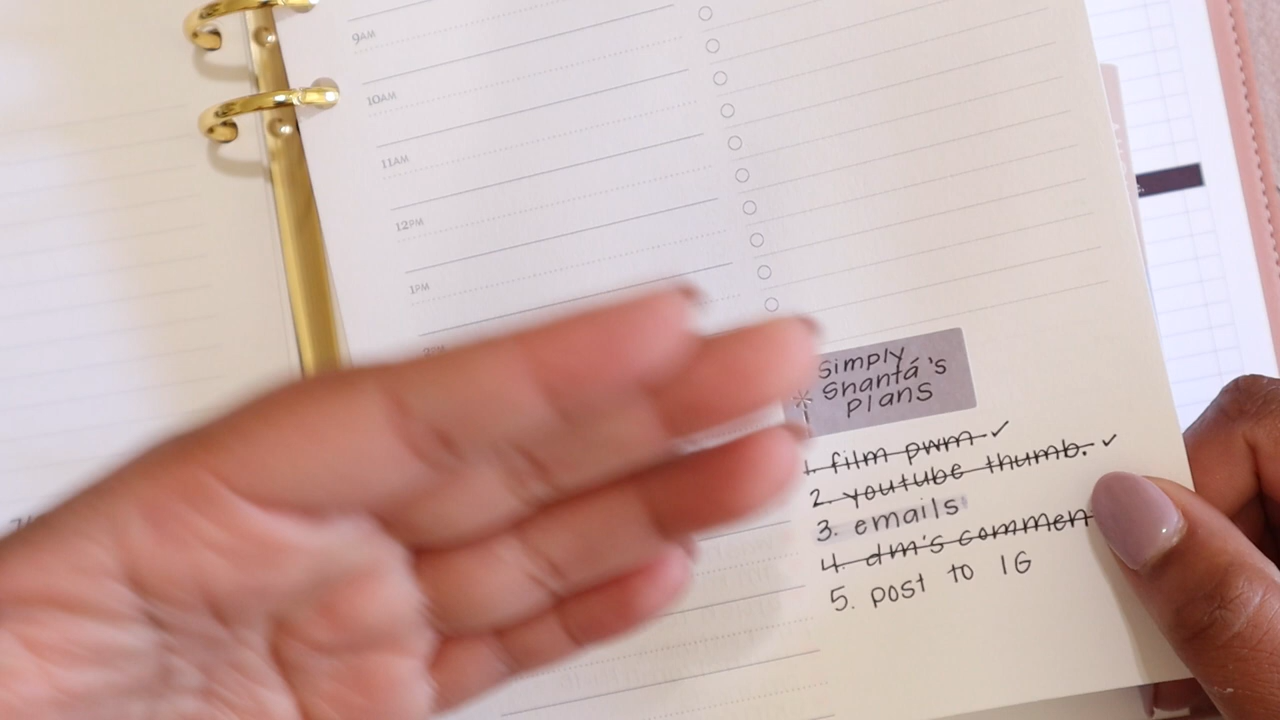 9AM
10AM
11AM
12PM
1PM
Simply
Shantá's
Plans
1. film pwm ✓
2. youtube thumb. ✓
3. emails
4. dm's commen
5. post to IG